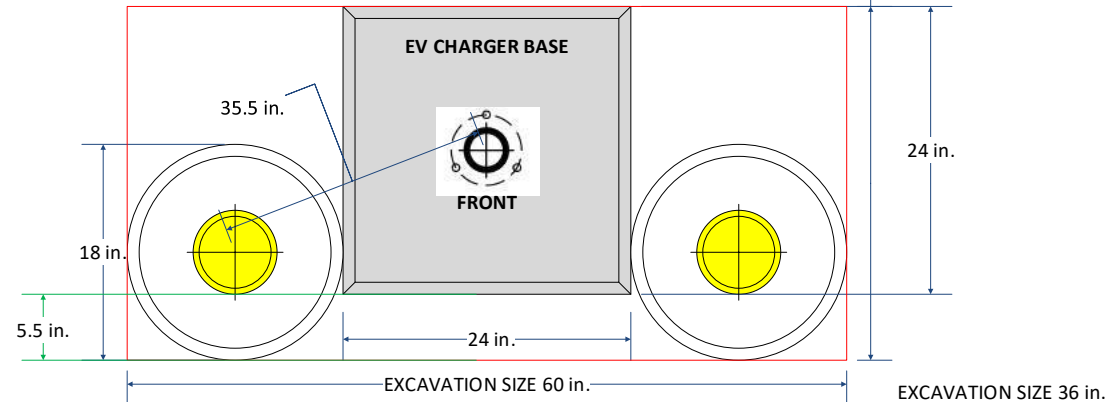 EV CHARGER BASE
35.5 in.
24 in.
FRONT
18 in.
5.5 in.
24 in.
EXCAVATION SIZE 60 in.
EXCAVATION SIZE 36 in.